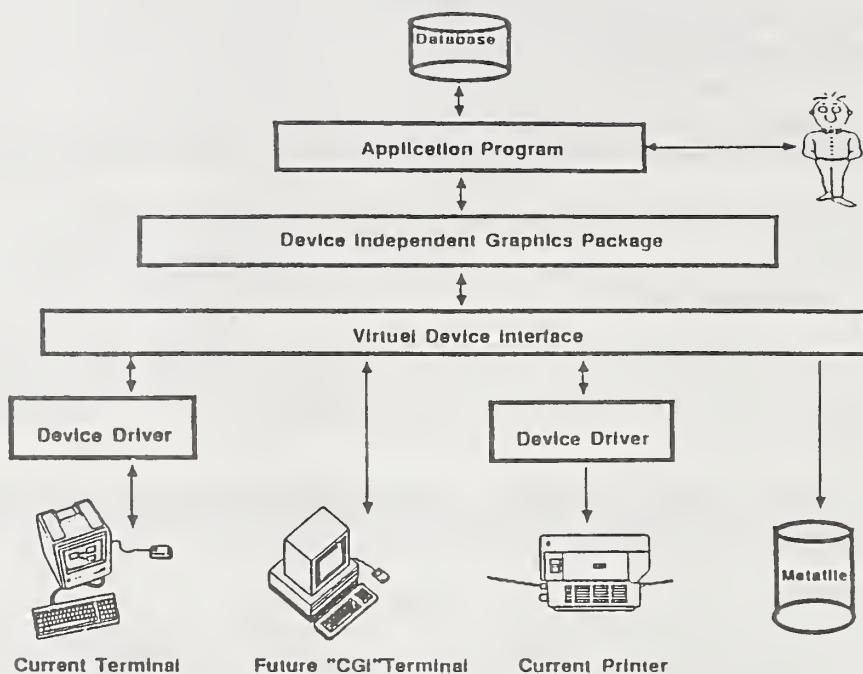 Database
Application Program
Device Independent Graphics Package
Virtuel Device Interface
Device Driver
Device Driver
Metafile
Current Terminal
Future "CGI"Terminal
Current Printer